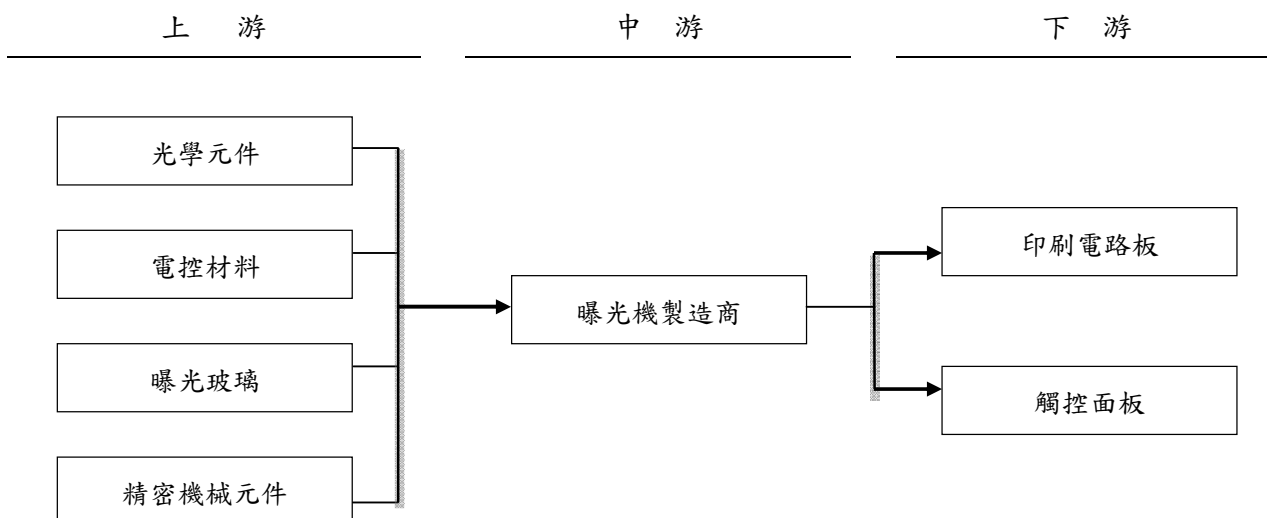 上 游
中 游
下 游
光學元件
電控材料
曝光玻璃
精密機械元件
曝光機製造商
印刷電路板
觸控面板